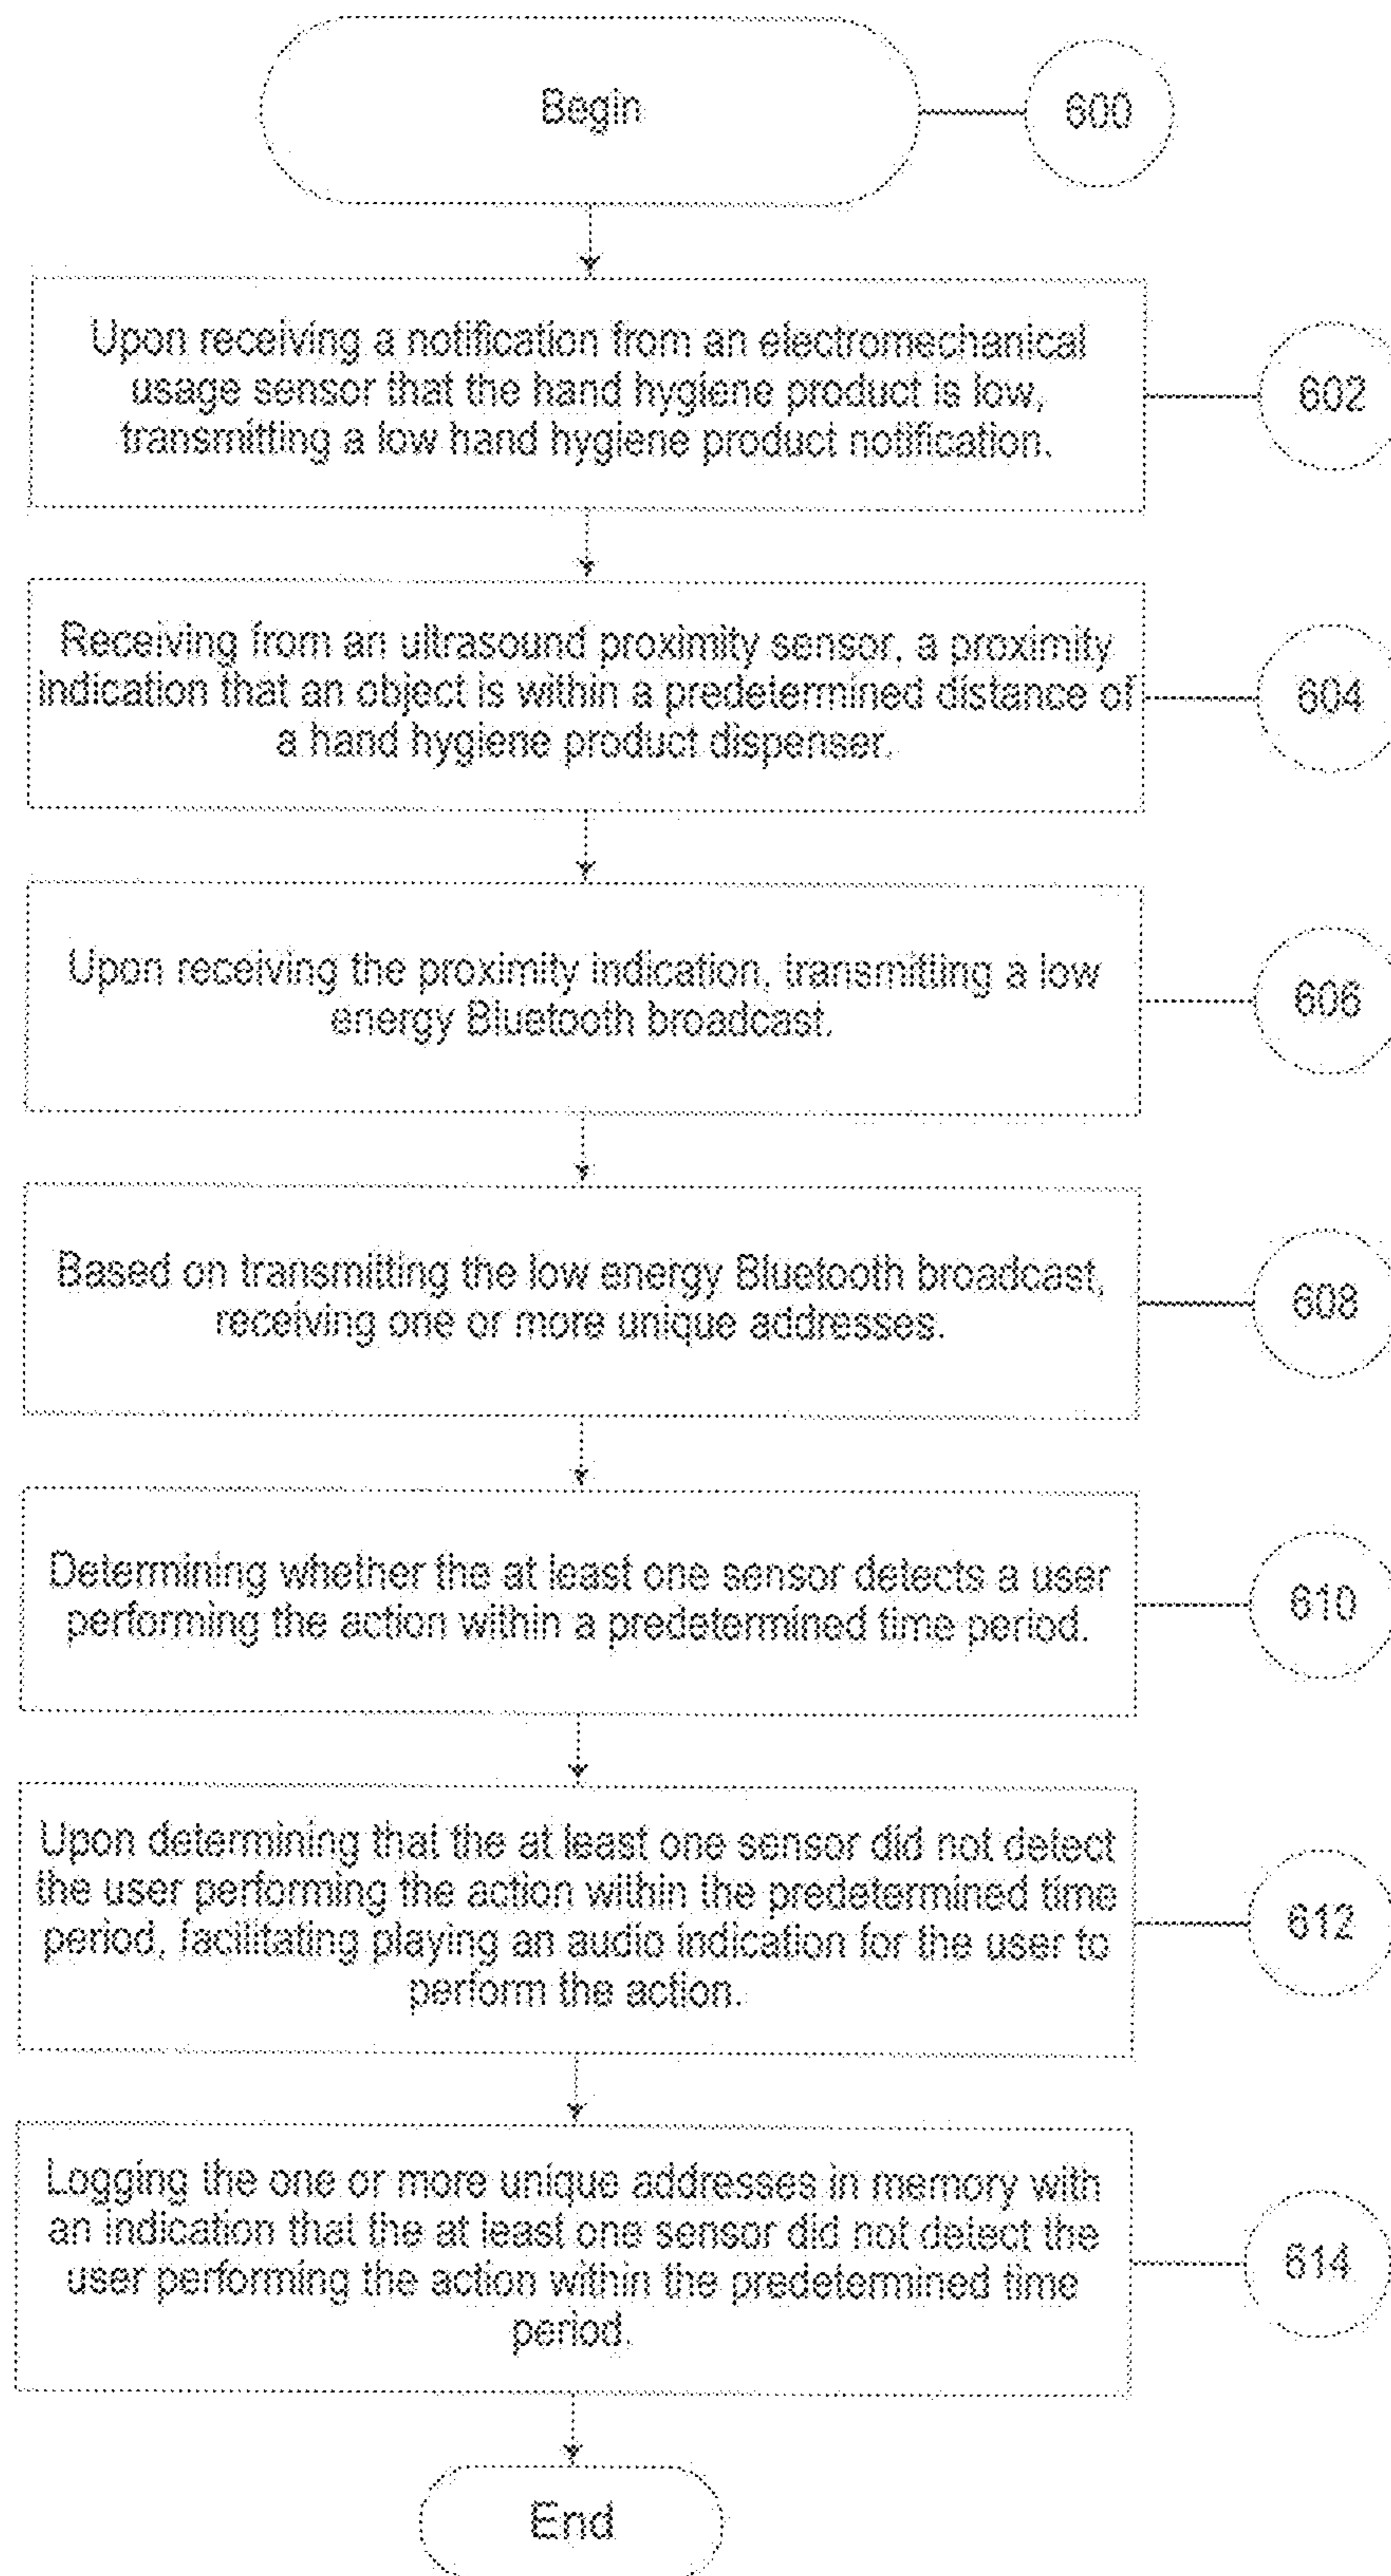 Begin
600
Upon receiving a notification from an electromechanical
usage sensor that the hand hygiene product is low,
transmitting a low hand hygiene product notification.
602
Receiving from an ultrasound proximity sensor, a proximity
indication that an object is within a predetermined distance of
a hand hygiene product dispenser.
604
Upon receiving the proximity indication, transmitting a low
energy Bluetooth broadcast.
606
Based on transmitting the low energy Bluetooth broadcast,
receiving one or more unique addresses.
608
Determining whether the at least one sensor detects a user
performing the action within a predetermined time period.
610
Upon determining that the at least one sensor did not detect
the user performing the action within the predetermined time
period, facilitating playing an audio indication for the user to
perform the action.
612
Logging the one or more unique addresses in memory with
an indication that the at least one sensor did not detect the
user performing the action within the predetermined time
period.
614
End